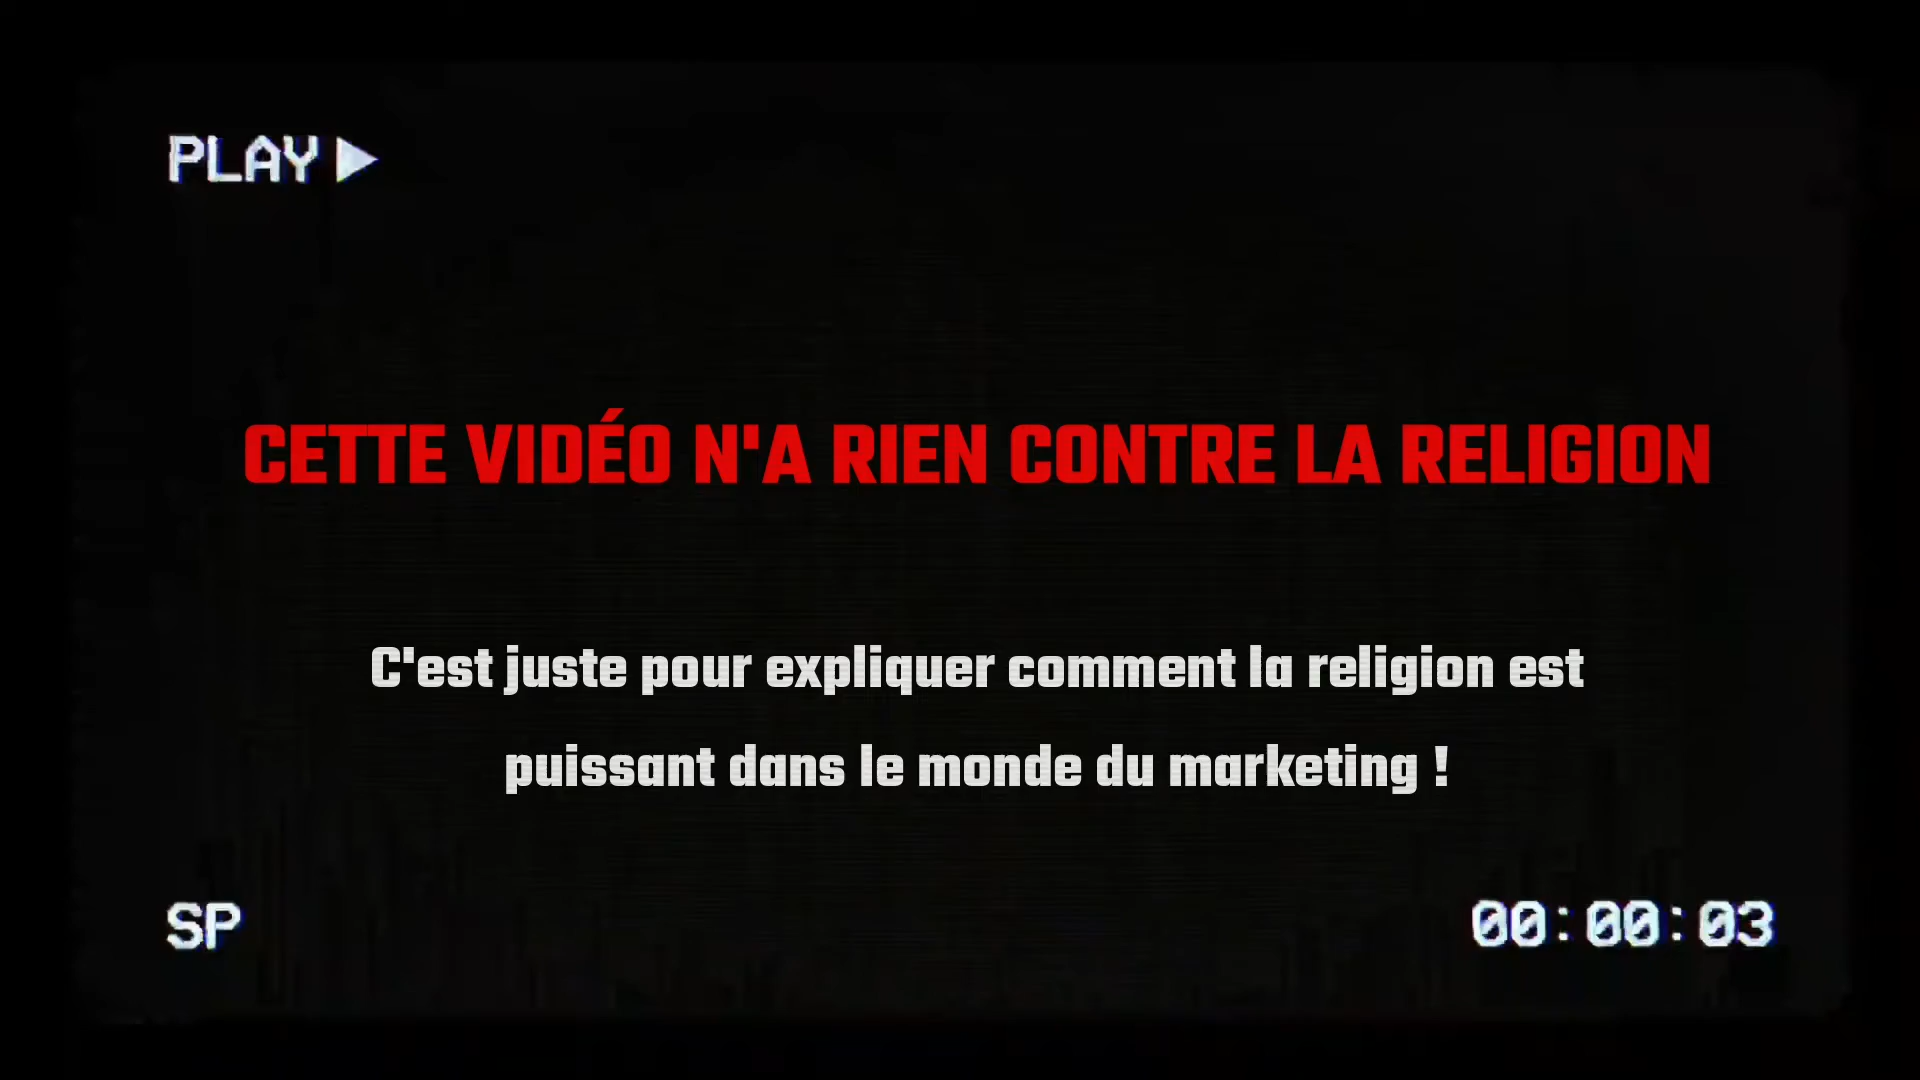 PLAY ▶
CETTE VIDÉO N'A RIEN CONTRE LA RELIGION
C'est juste pour expliquer comment la religion est
puissant dans le monde du marketing !
SP
00:00:03